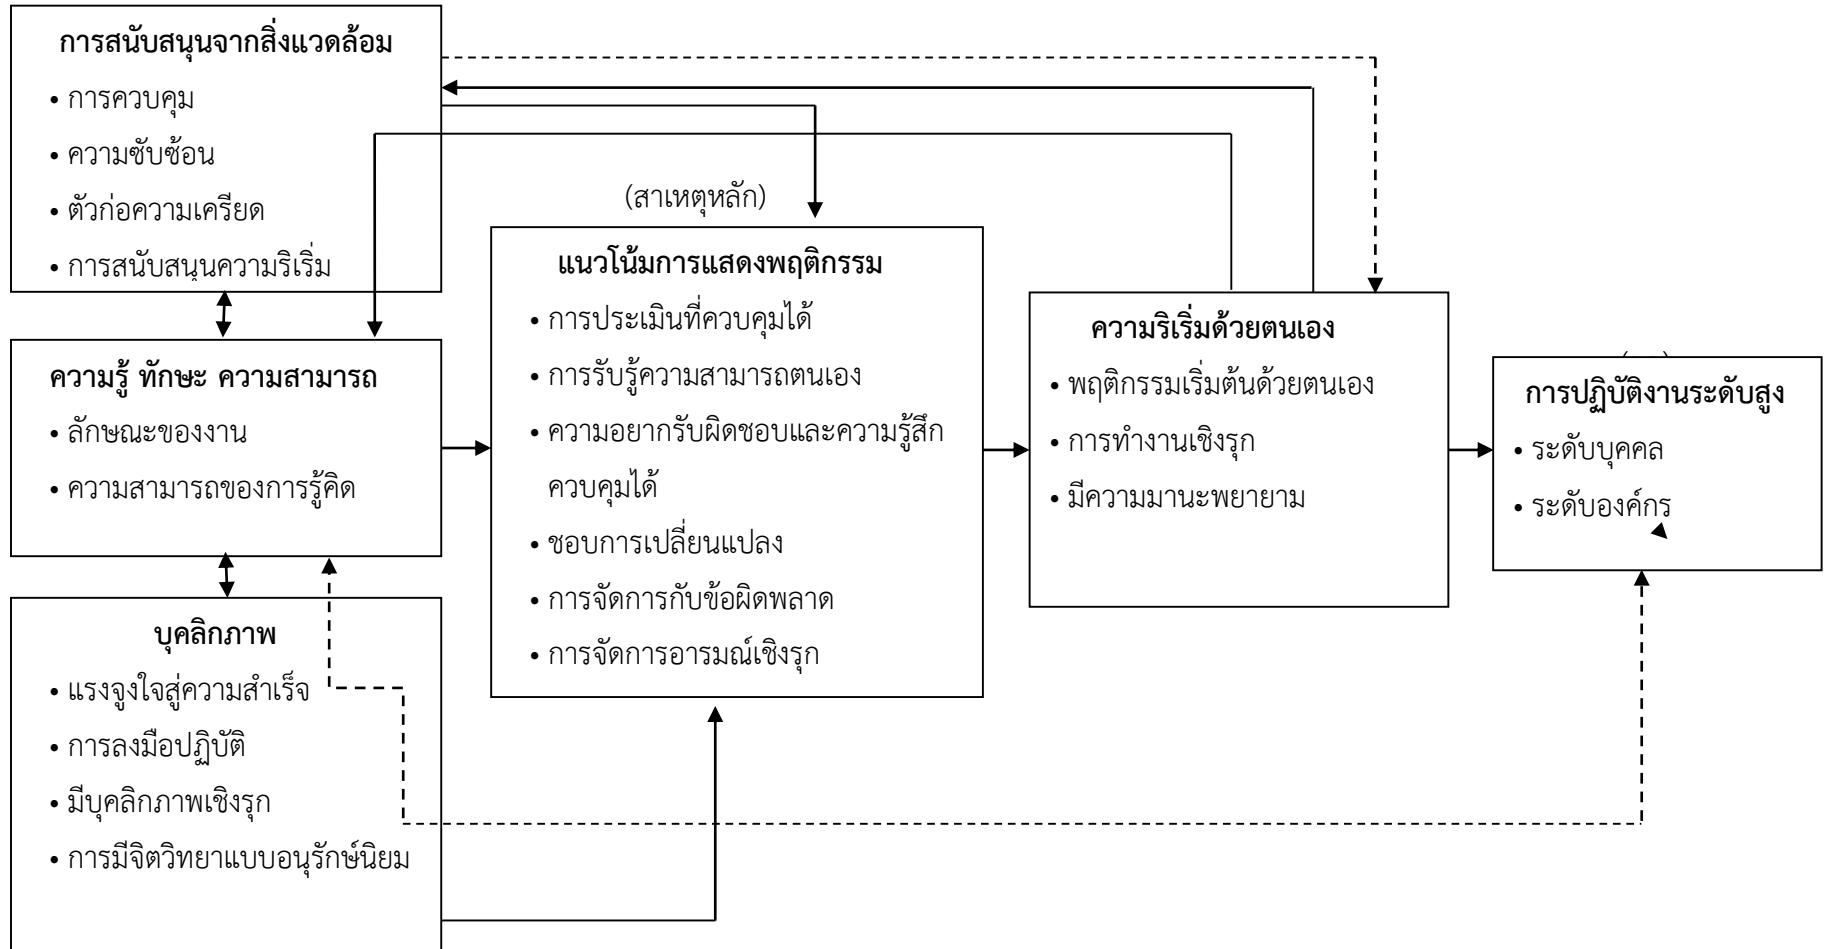 การสนับสนุนจากสิ่งแวดล้อม
• การควบคุม
• ความซับซ้อน
• ตัวก่อความเครียด
• การสนับสนุนความริเริ่ม
ความรู้ ทักษะ ความสามารถ
• ลักษณะของงาน
• ความสามารถของการรู้คิด
บุคลิกภาพ
• แรงจูงใจสู่ความสำเร็จ
• การลงมือปฏิบัติ
• มีบุคลิกภาพเชิงรุก
• การมีจิตวิทยาแบบอนุรักษ์นิยม
(สาเหตุหลัก)
แนวโน้มการแสดงพฤติกรรม
• การประเมินที่ควบคุมได้
• การรับรู้ความสามารถตนเอง
• ความอยากรับผิดชอบและความรู้สึก
ควบคุมได้
• ชอบการเปลี่ยนแปลง
• การจัดการกับข้อผิดพลาด
• การจัดการอารมณ์เชิงรุก
ความริเริ่มด้วยตนเอง
• พฤติกรรมเริ่มต้นด้วยตนเอง
• การทำงานเชิงรุก
• มีความมานะพยายาม
การปฏิบัติงานระดับสูง
• ระดับบุคคล
• ระดับองค์กร